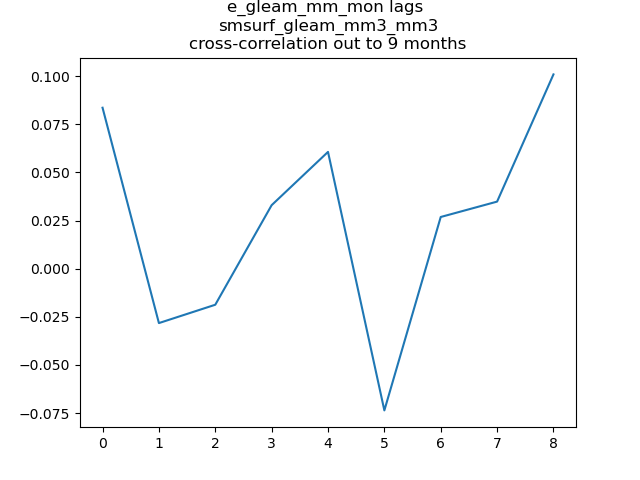 e_gleam_mm_mon lags
smsurf_gleam_mm3_mm3
cross-correlation out to 9 months
0.100
0.075
0.050
0.025
0.000
−0.025
−0.050
−0.075
0 1 2 3 4 5 6 7 8